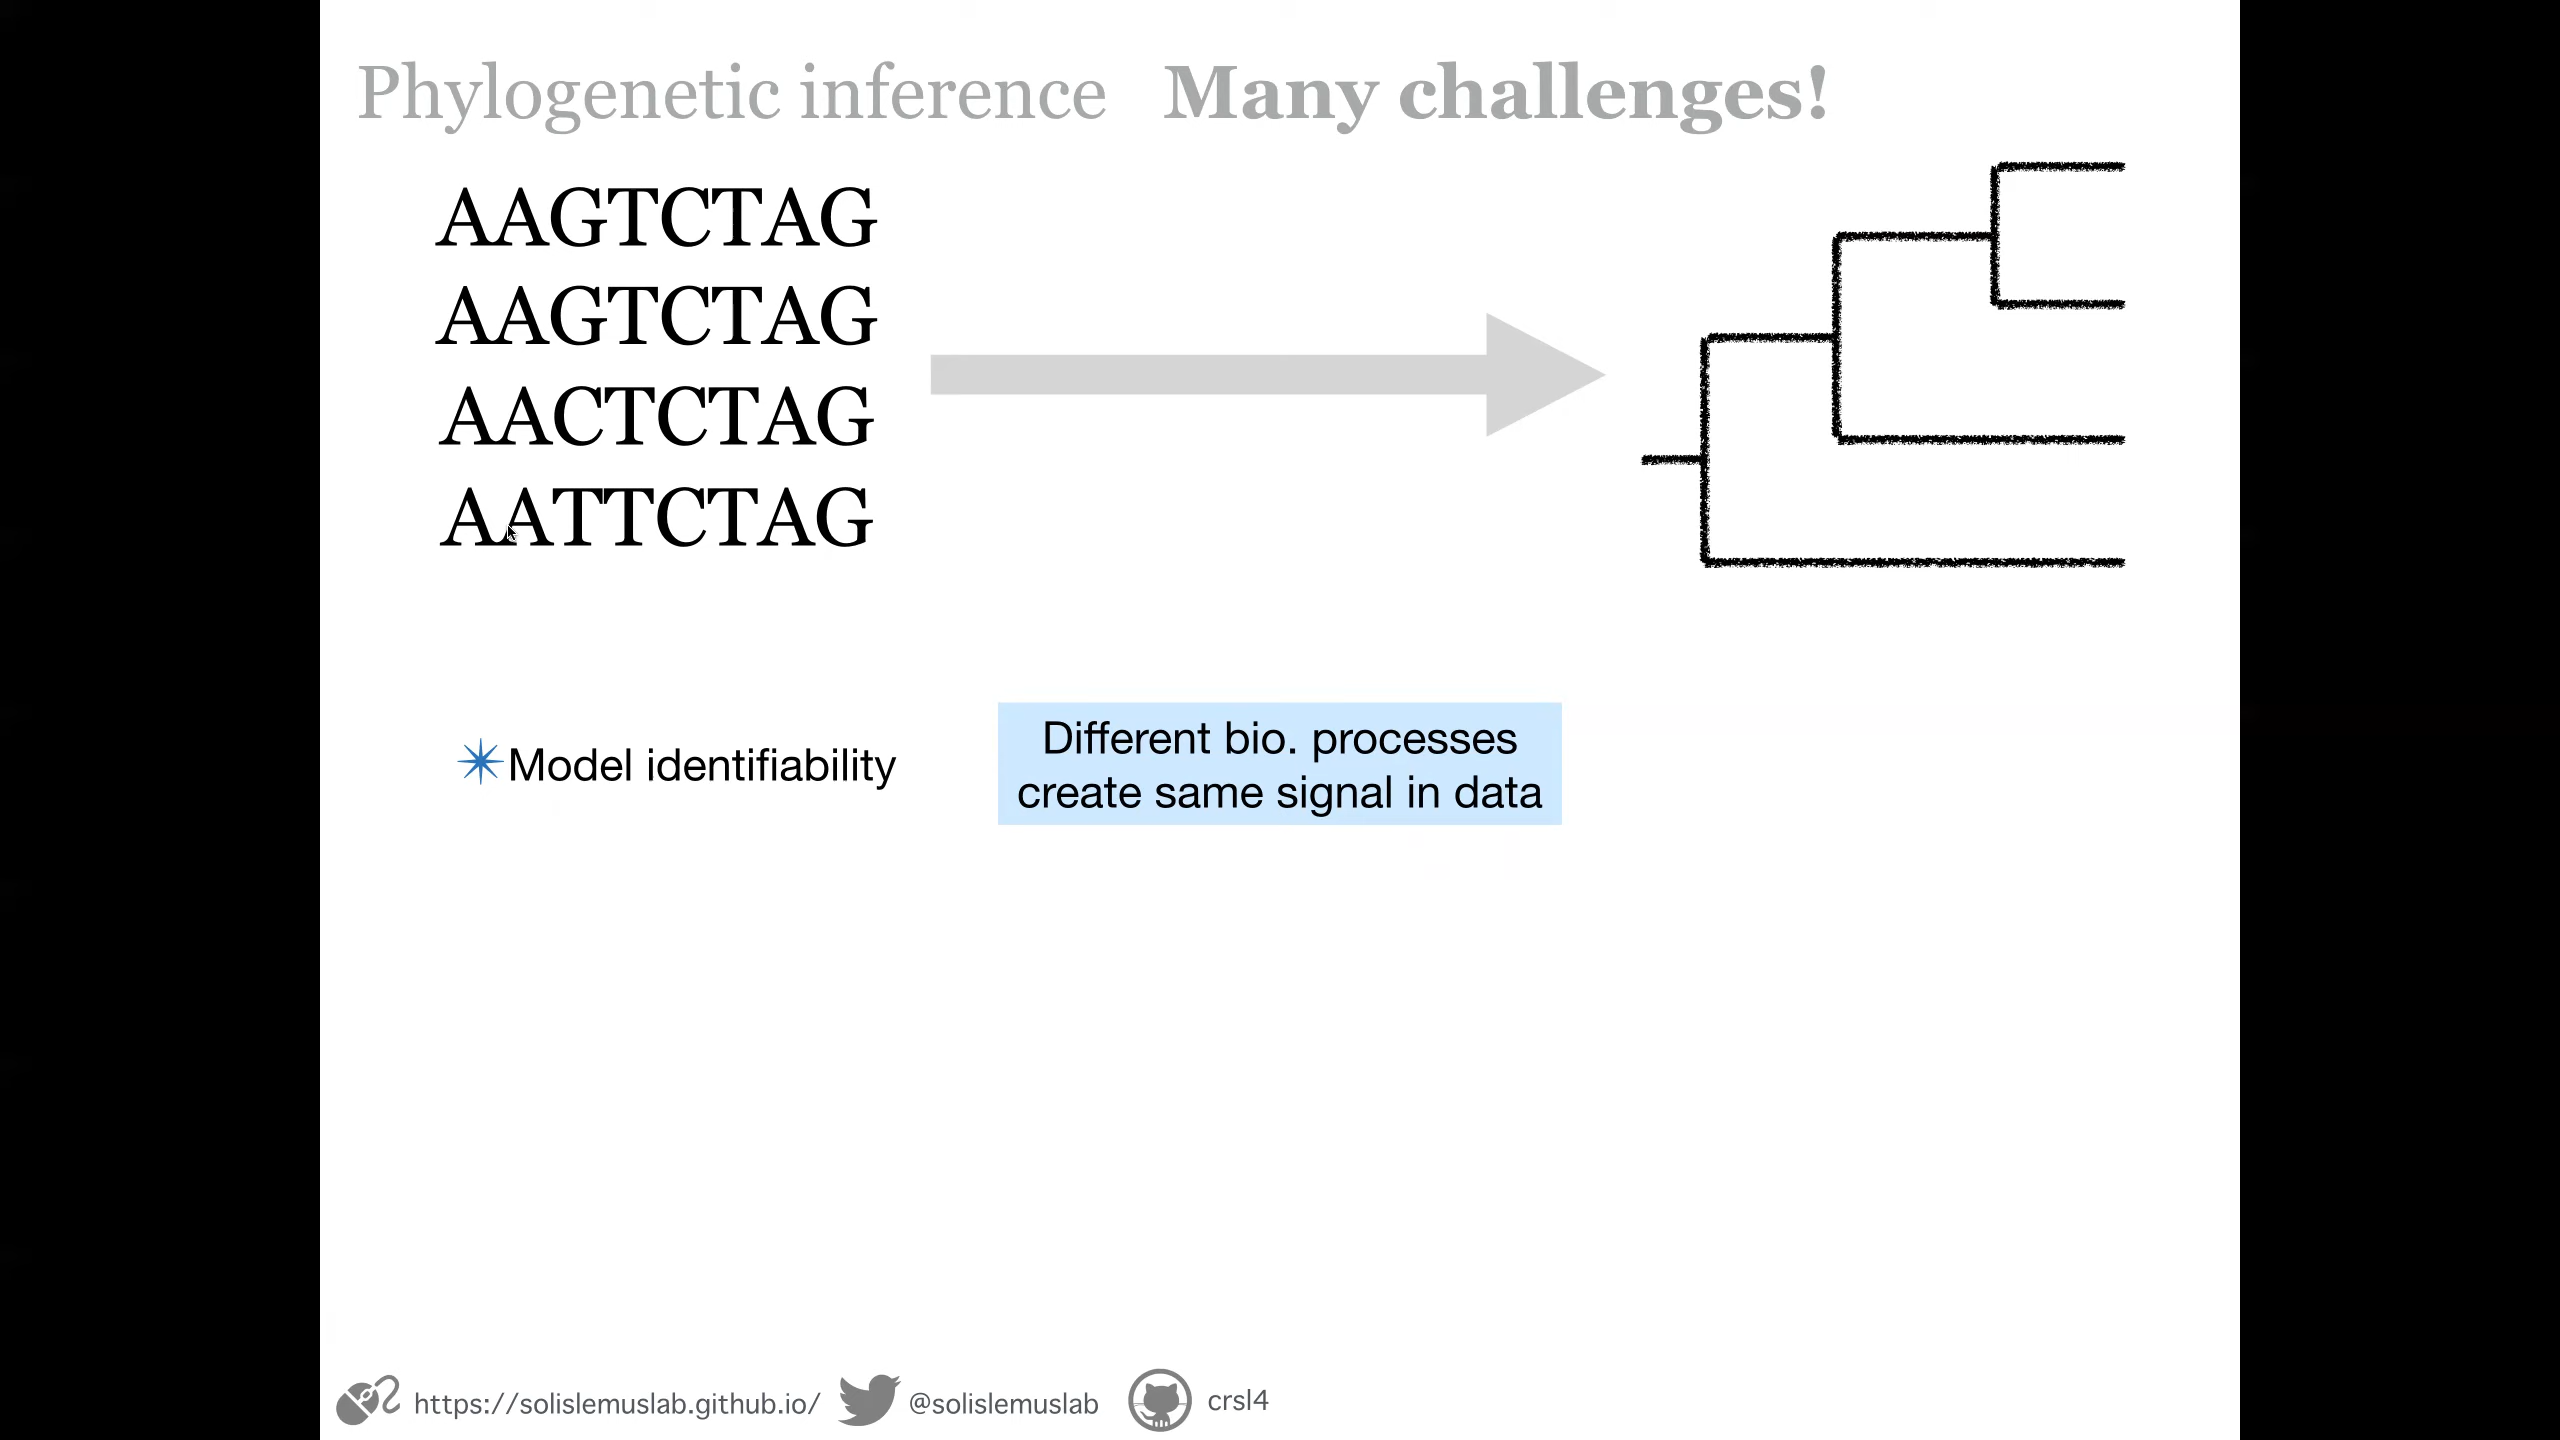 Phylogenetic inference Many challenges!
AAGTCTAG
AAGTCTAG
AACTCTAG
AATTCTAG
Model identifiability
Different bio. processes
create same signal in data
https://solislemuslab.github.io/ @solislemuslab crsl4